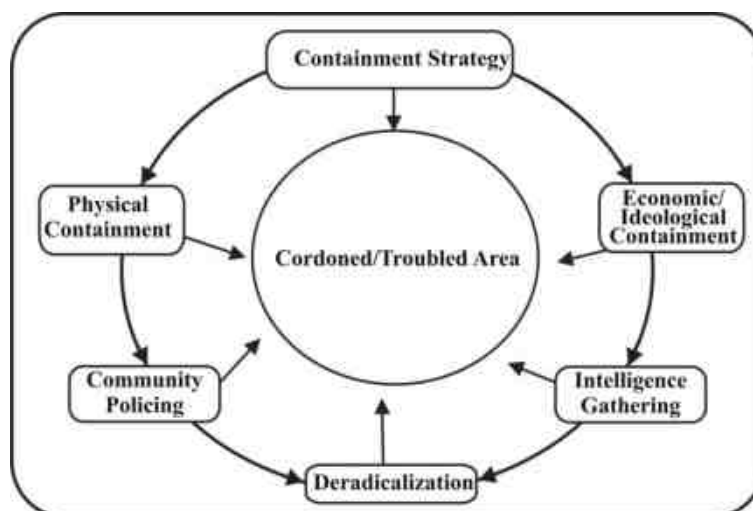 Containment Strategy
Physical
Containment
Economic/
Ideological
Containment
Cordoned/Troubled Area
Community
Policing
Intelligence
Gathering
Deradicalization